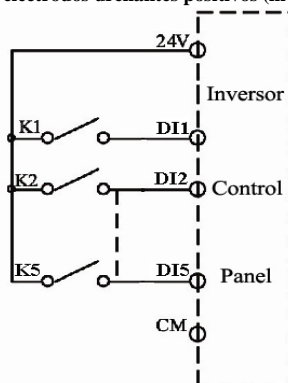 24V
Inversor
K1
DI1
K2
DI2
Control
K5
DI5
Panel
CM